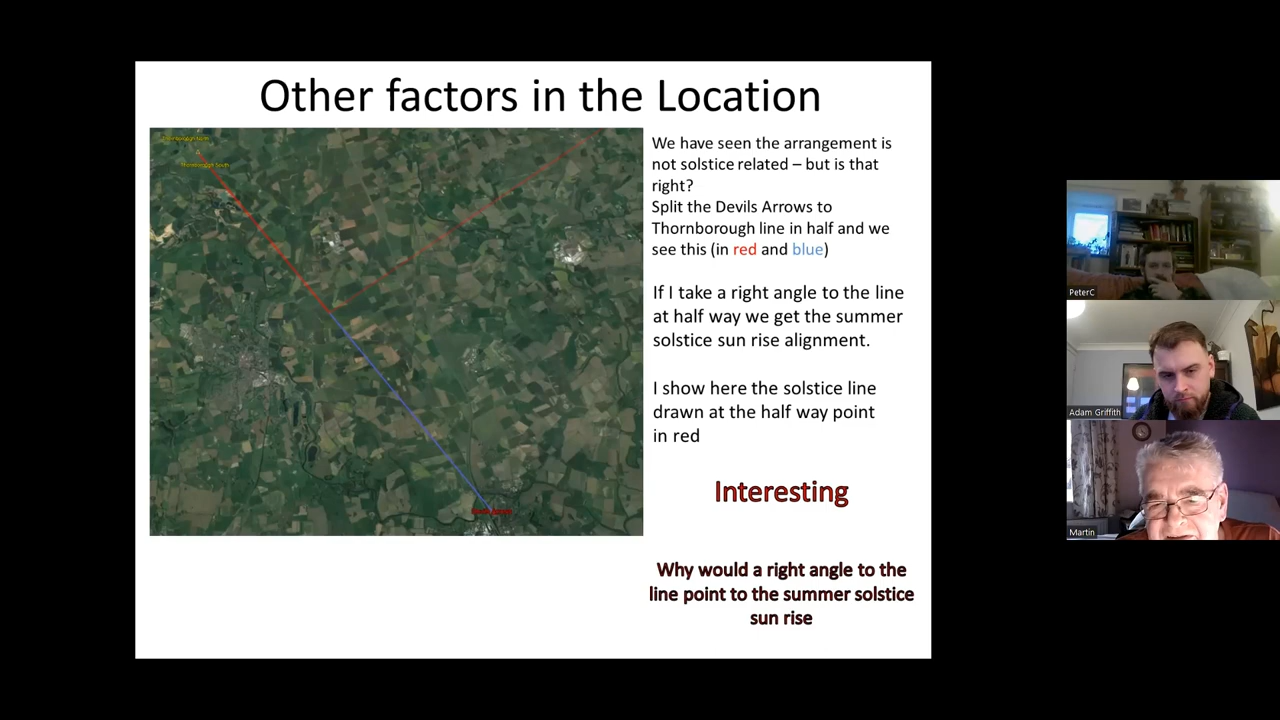 Other factors in the Location
We have seen the arrangement is
not solstice related – but is that
right?
Split the Devils Arrows to
Thornborough line in half and we
see this (in red and blue)
If I take a right angle to the line
at half way we get the summer
solstice sun rise alignment.
I show here the solstice line
drawn at the half way point
in red
Interesting
Why would a right angle to the
line point to the summer solstice
sun rise
PeterC
Adam Griffith
Martin